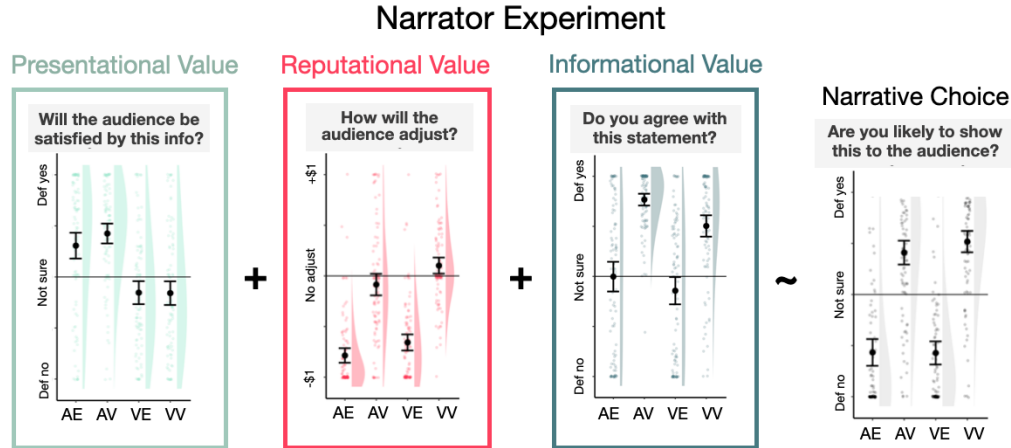 Narrator Experiment
Presentational Value
Will the audience be
satisfied by this info?
Def yes
Not sure
Def no
AE AV VE VV
+
Reputational Value
How will the
audience adjust?
+$1
No adjust
-$1
AE AV VE VV
+
Informational Value
Do you agree with
this statement?
Def yes
Not sure
Def no
AE AV VE VV
~
Narrative Choice
Are you likely to show
this to the audience?
Def yes
Not sure
Def no
AE AV VE VV